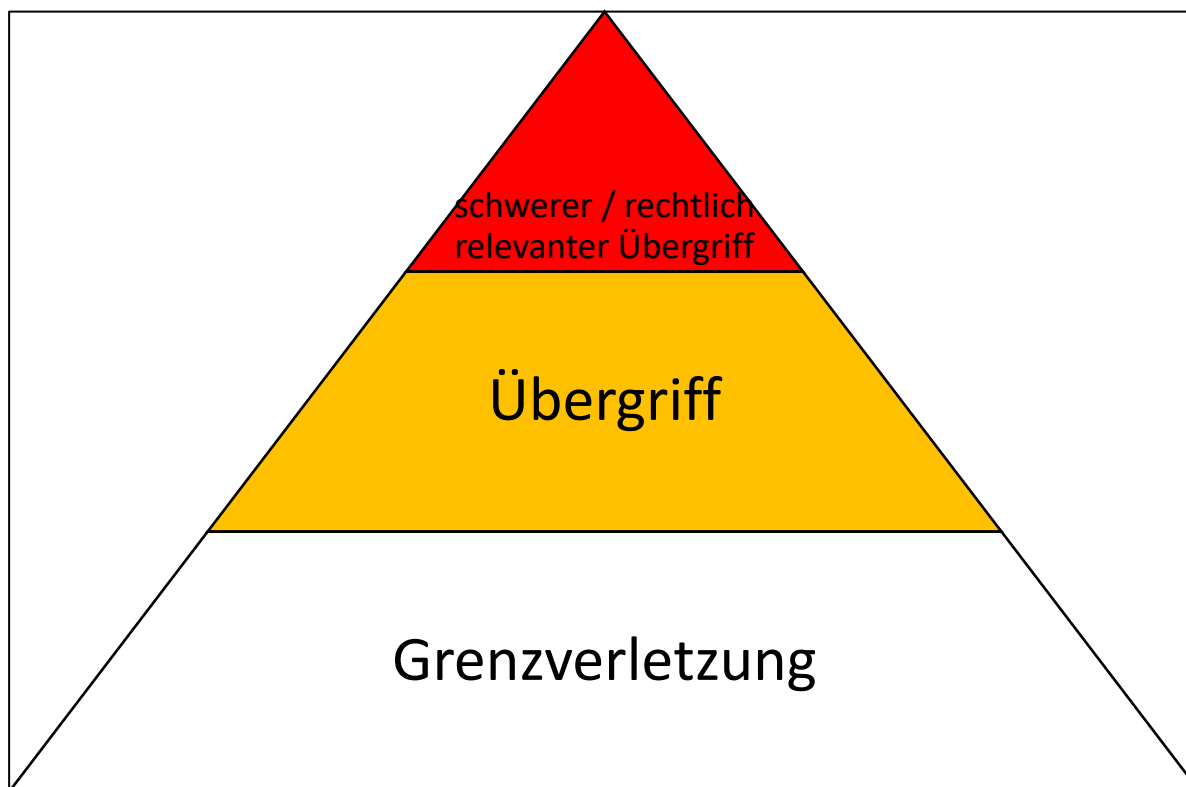 schwerer / rechtlich
relevanter Übergriff
Übergriff
Grenzverletzung